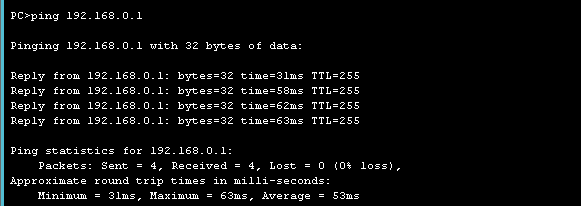 PC>ping 192.168.0.1
Pinging 192.168.0.1 with 32 bytes of data:
Reply from 192.168.0.1: bytes=32 time=31ms TTL=255
Reply from 192.168.0.1: bytes=32 time=58ms TTL=255
Reply from 192.168.0.1: bytes=32 time=62ms TTL=255
Reply from 192.168.0.1: bytes=32 time=63ms TTL=255
Ping statistics for 192.168.0.1:
    Packets: Sent = 4, Received = 4, Lost = 0 (0% loss),
Approximate round trip times in milli-seconds:
    Minimum = 31ms, Maximum = 63ms, Average = 53ms